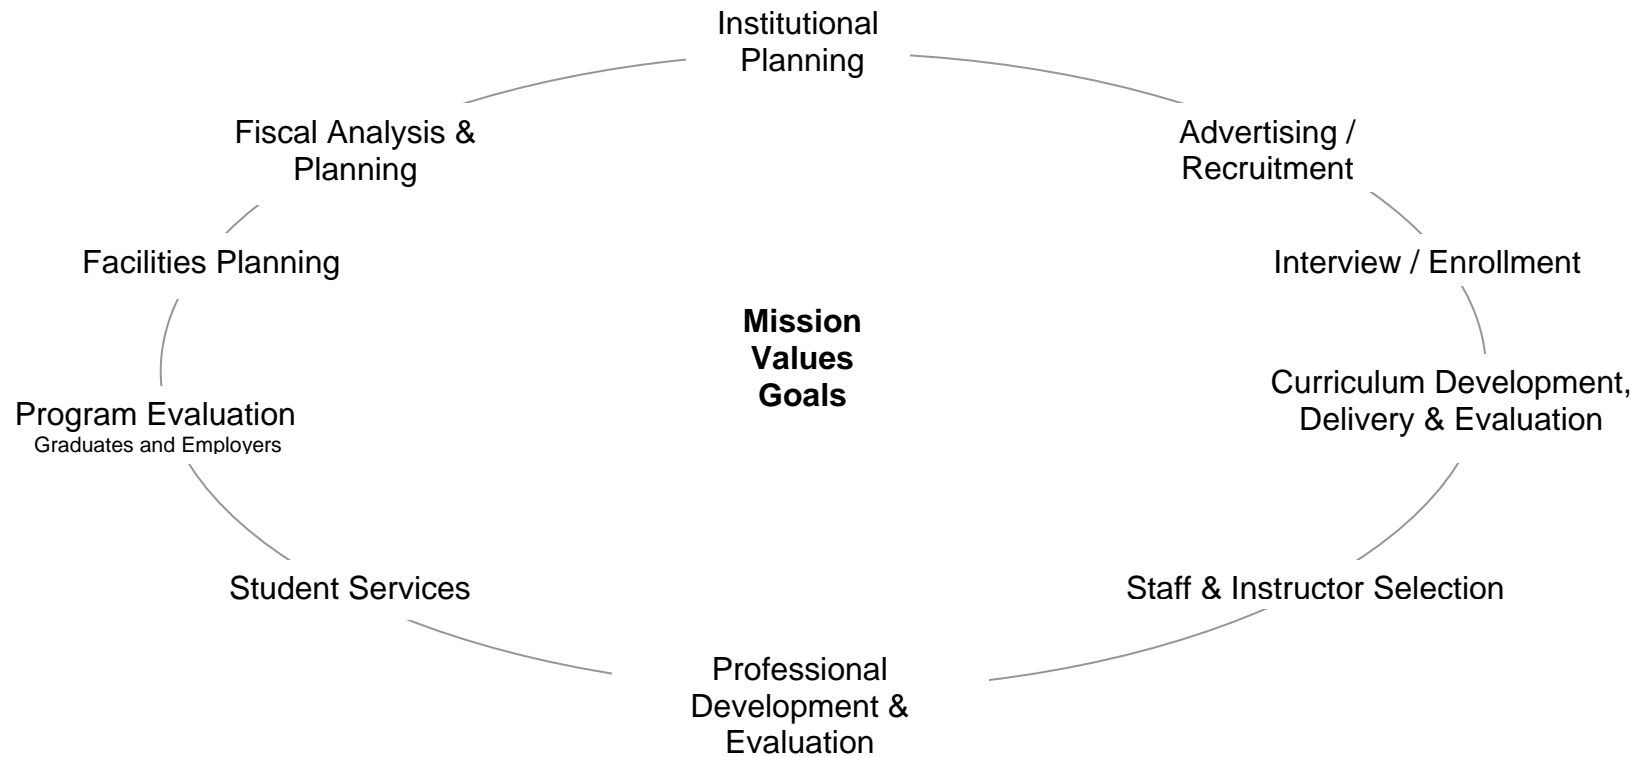 Institutional
Planning
Fiscal Analysis &
Planning
Advertising /
Recruitment
Facilities Planning
Interview / Enrollment
Mission
Values
Goals
Curriculum Development,
Delivery & Evaluation
Program Evaluation
Graduates and Employers
Student Services
Staff & Instructor Selection
Professional
Development &
Evaluation